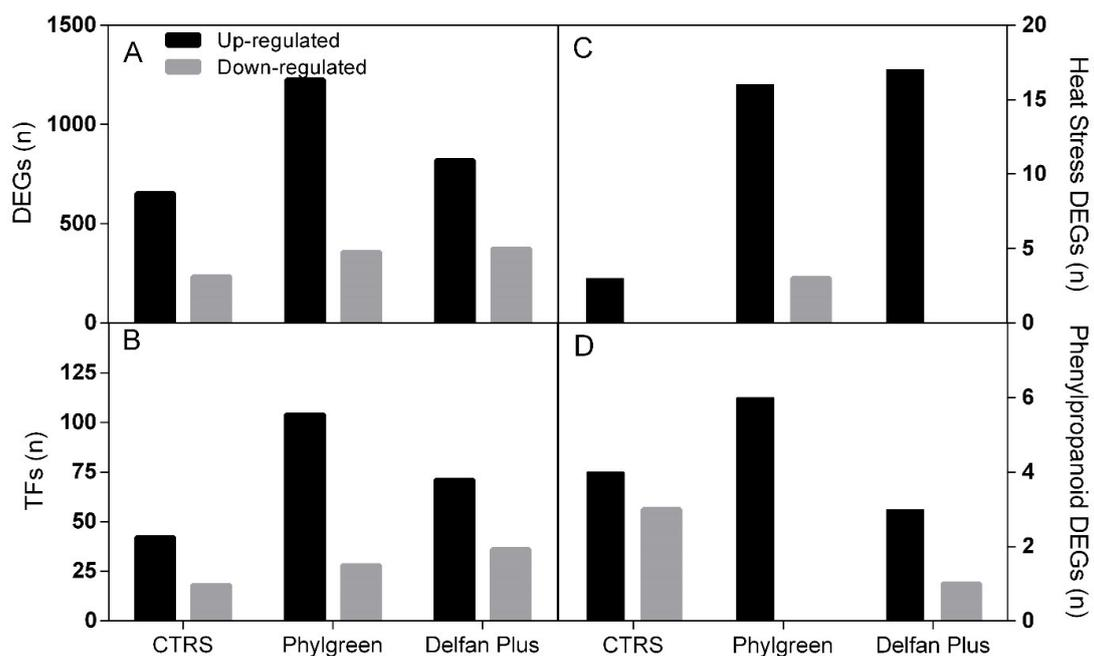 A
Up-regulated
Down-regulated
DEGs (n)
1500
1000
500
0
C
20
15
10
5
0
Heat Stress DEGs (n)
B
TFs (n)
125
100
75
50
25
0
CTRS
Phylgreen
Delfan Plus
D
6
4
2
0
Phenylpropanoid DEGs (n)
CTRS
Phylgreen
Delfan Plus